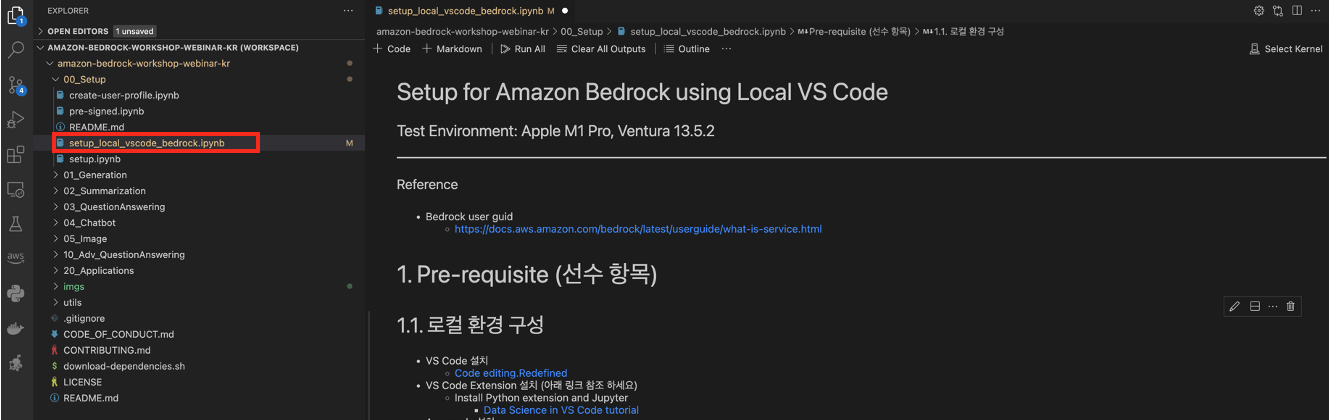 1
EXPLORER
···
OPEN EDITORS 1 unsaved
AMAZON-BEDROCK-WORKSHOP-WEBINAR-KR (WORKSPACE)
amazon-bedrock-workshop-webinar-kr
00_Setup
create-user-profile.ipynb
pre-signed.ipynb
README.md
setup_local_vscode_bedrock.ipynb M
setup.ipynb
01_Generation
02_Summarization
03_QuestionAnswering
04_Chatbot
05_Image
10_Adv_QuestionAnswering
20_Applications
imgs
utils
.gitignore
CODE_OF_CONDUCT.md
CONTRIBUTING.md
$ download-dependencies.sh
LICENSE
README.md
4
aws
setup_local_vscode_bedrock.ipynb M
amazon-bedrock-workshop-webinar-kr > 00_Setup > setup_local_vscode_bedrock.ipynb > M↓Pre-requisite (선수 항목) > M↓1.1. 로컬 환경 구성
+ Code + Markdown Run All Clear All Outputs Outline ··· Select Kernel
Setup for Amazon Bedrock using Local VS Code
Test Environment: Apple M1 Pro, Ventura 13.5.2
Reference
Bedrock user guid
https://docs.aws.amazon.com/bedrock/latest/userguide/what-is-service.html
1. Pre-requisite (선수 항목)
1.1. 로컬 환경 구성
VS Code 설치
Code editing.Redefined
VS Code Extension 설치 (아래 링크 참조 하세요)
Install Python extension and Jupyter
Data Science in VS Code tutorial